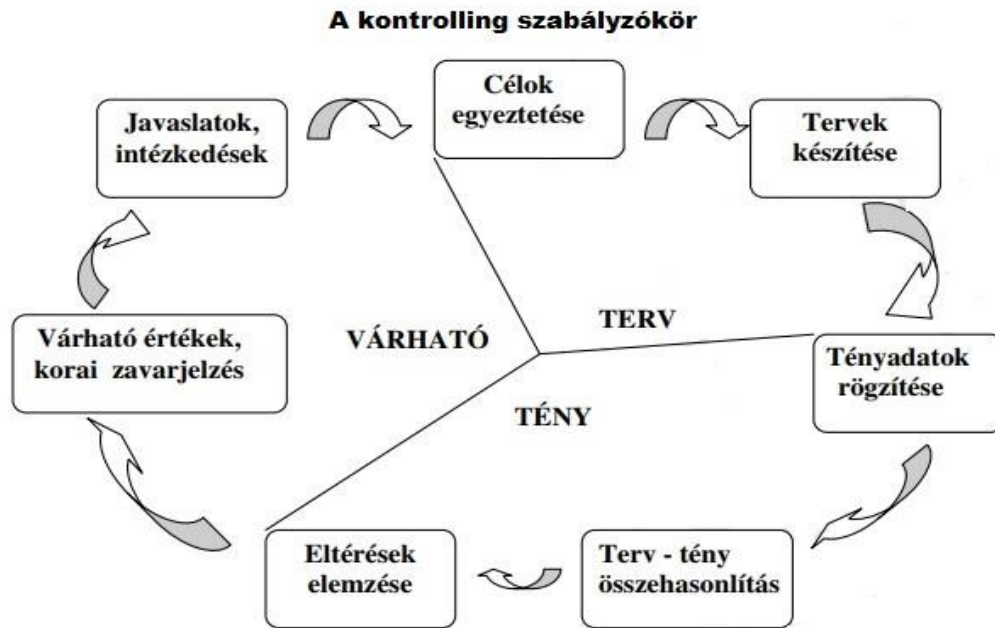 A kontrolling szabályzókör
Célok
egyeztetése
Tervek
készítése
Tényadatok
rögzítése
Terv - tény
összehasonlítás
Eltérések
elemzése
Várható értékek,
korai zavarjelzés
Javaslatok,
intézkedések
VÁRHATÓ
TERV
TÉNY